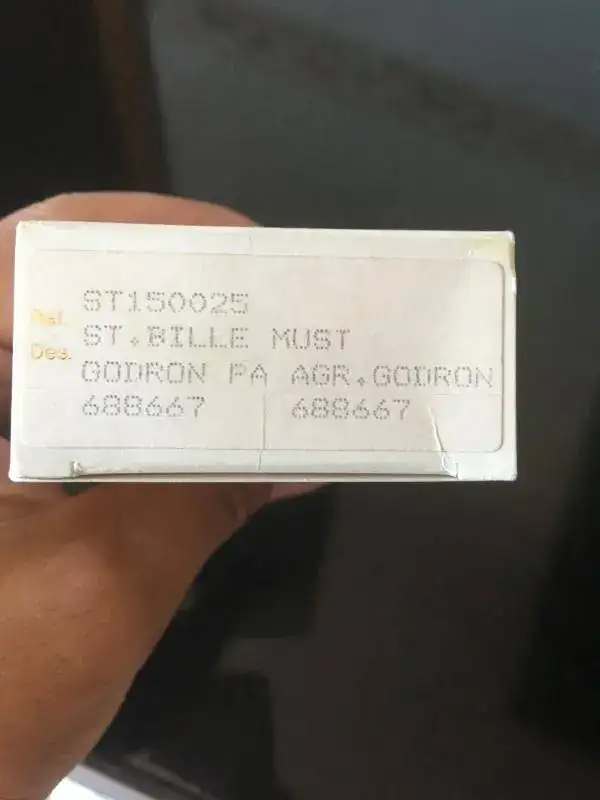 Ref. ST150025
Des. ST.BILLE MUST
GODRON PA AGR.GODRON
688667 688667